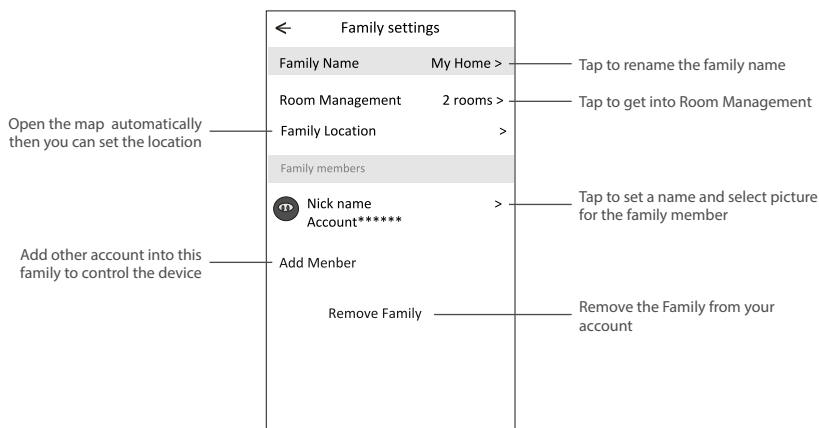 Family settings
Family Name My Home >
Tap to rename the family name
Room Management 2 rooms >
Tap to get into Room Management
Open the map automatically
then you can set the location
Family Location >
Family members
Nick name >
Account******
Tap to set a name and select picture
for the family member
Add other account into this
family to control the device
Add Menber
Remove Family
Remove the Family from your
account